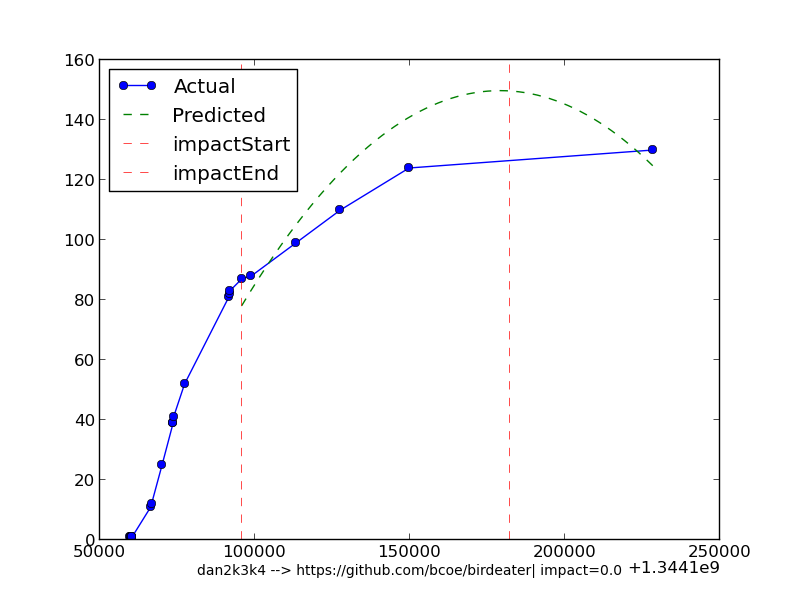 160
140
120
100
80
60
40
20
0
Actual
Predicted
impactStart
impactEnd
50000 100000 150000 200000 250000
dan2k3k4 --> https://github.com/bcoe/birdeater| impact=0.0 +1.3441e9